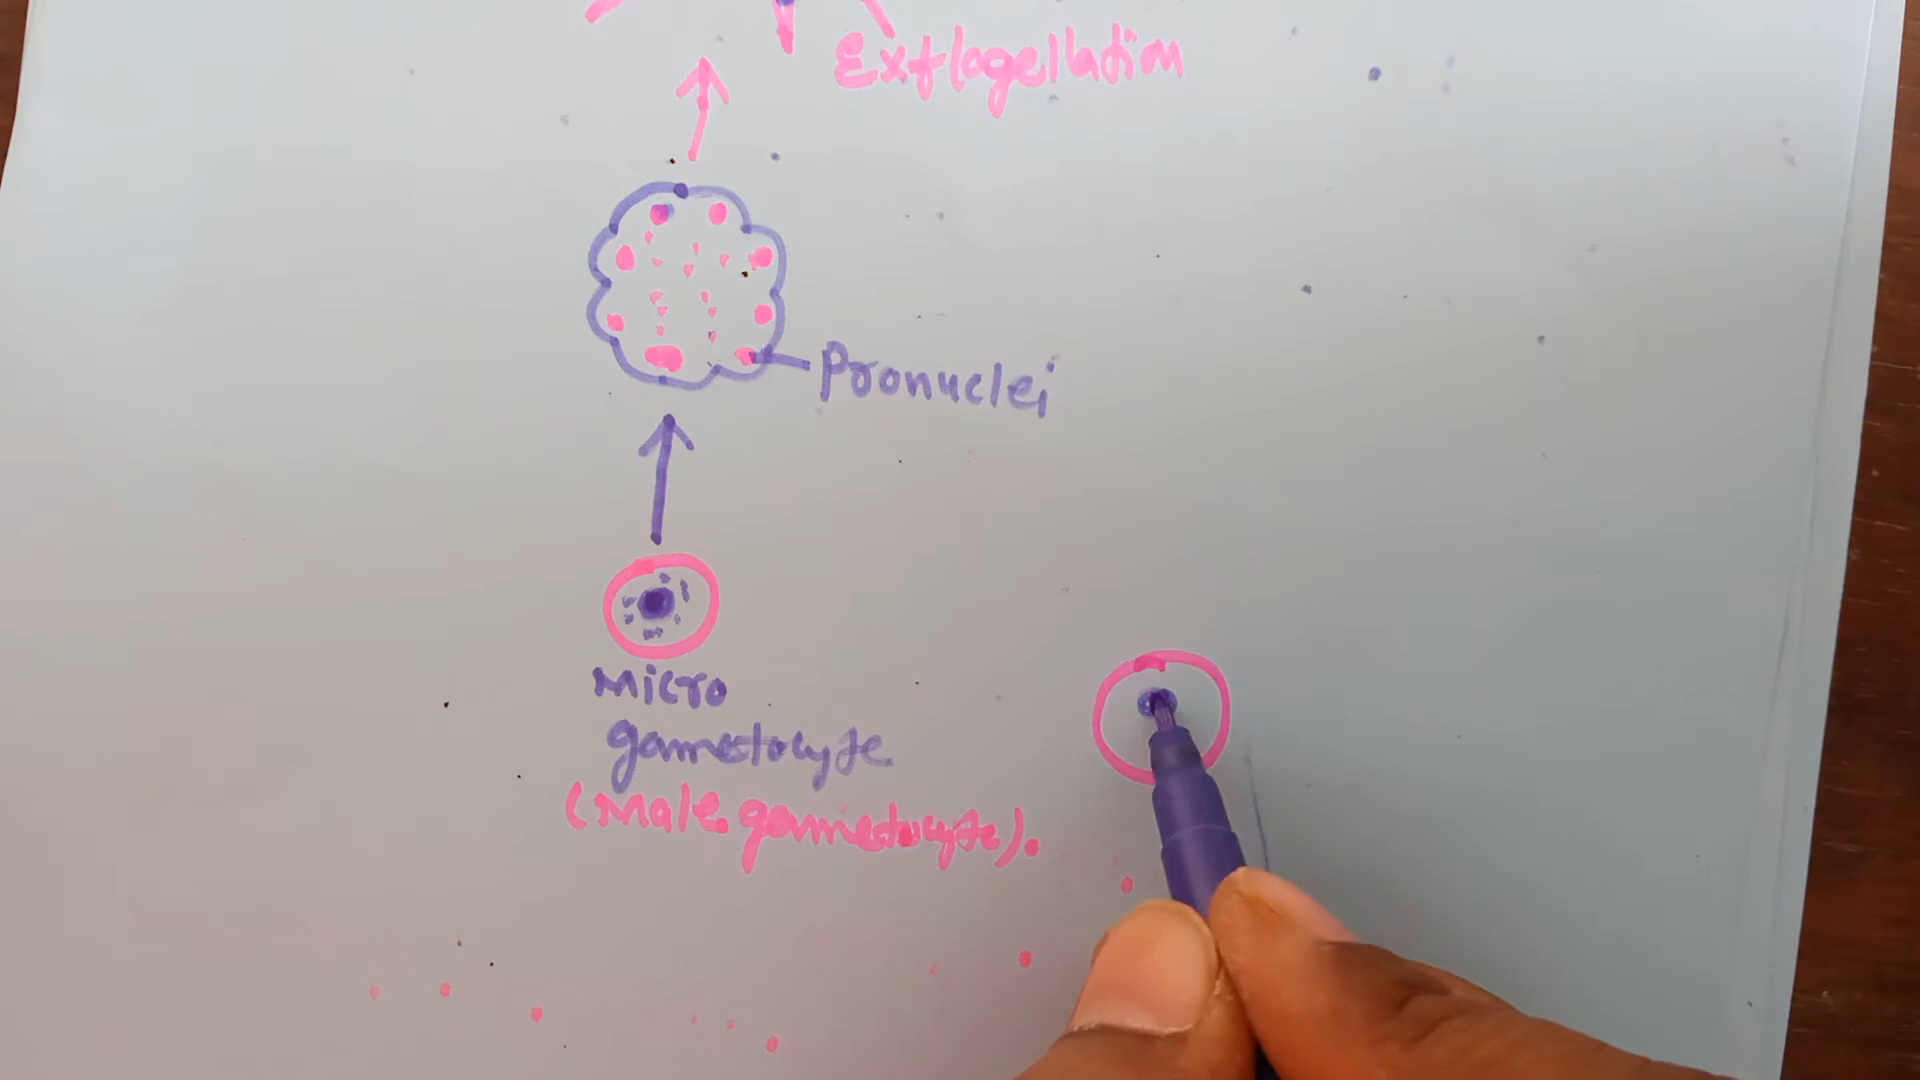 Exflagellation
Pronuclei
Micro
gametocyte
(Male gametocyte).